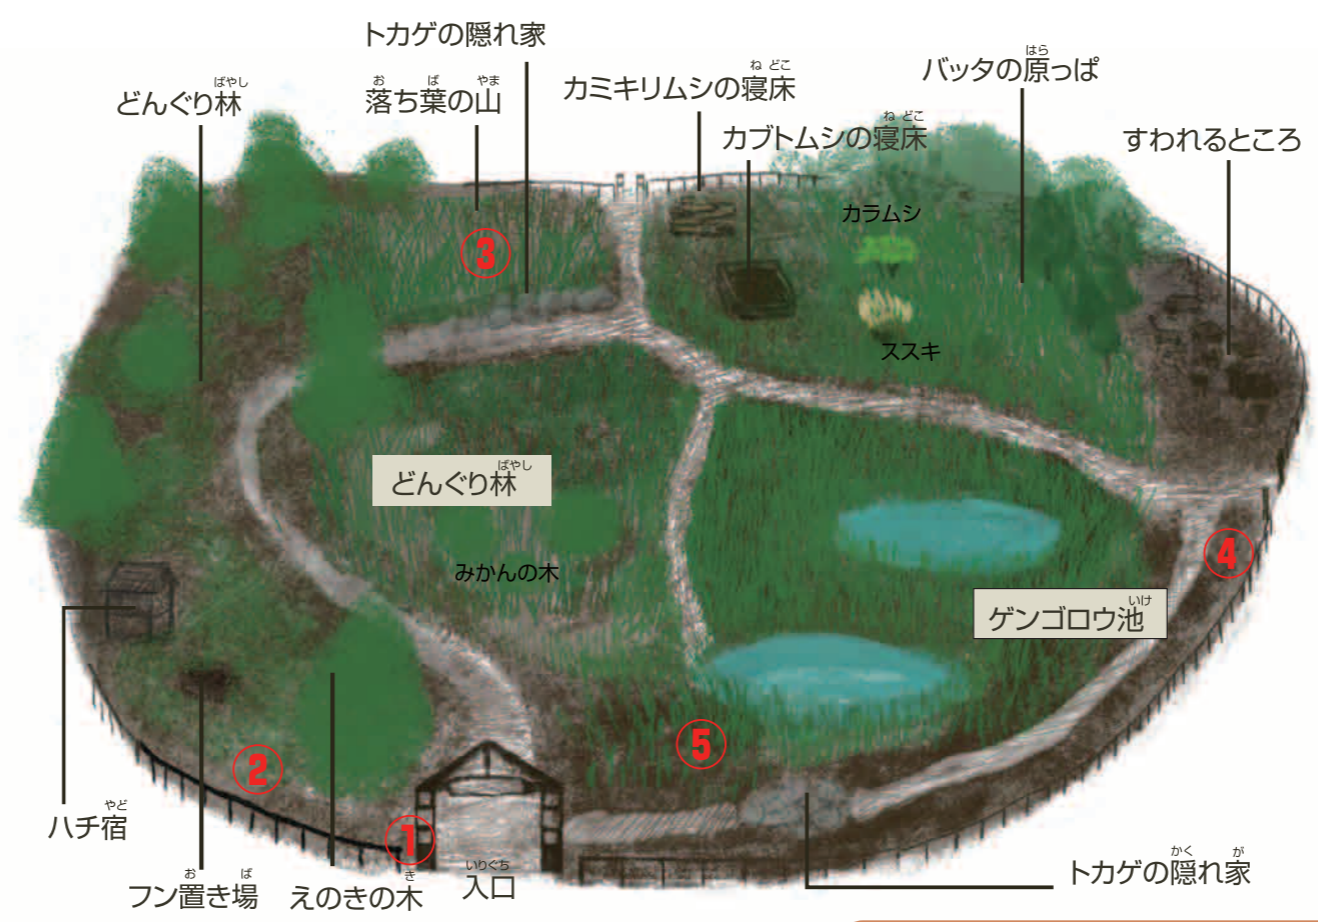 トカゲの隠れ家
どんぐり林
ばやし
落ち葉の山
お ば やま
カミキリムシの寝床
ね どこ
バッタの原っぱ
はら
カブトムシの寝床
ね どこ
すわれるところ
カラムシ
③
ススキ
どんぐり林
ばやし
みかんの木
④
ゲンゴロウ池
いけ
⑤
②
①
ハチ宿
やど
フン置き場
お ば
えのきの木
き
入口
いりぐち
トカゲの隠れ家
かく が